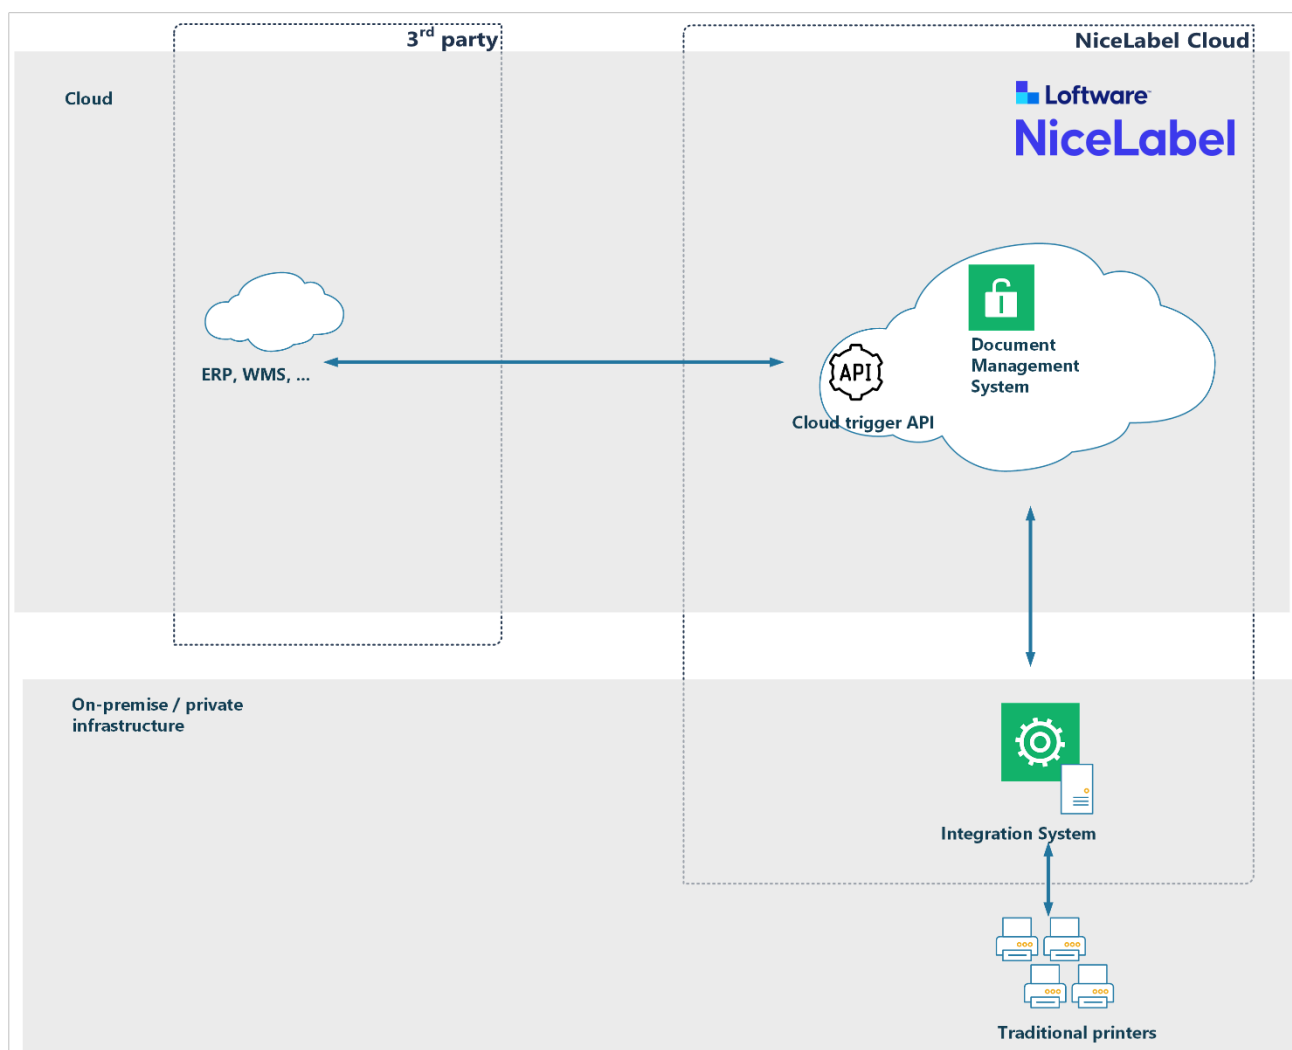 3rd party
NiceLabel Cloud
Cloud
Loftware™
NiceLabel
Document
Management
System
API
ERP, WMS, ...
Cloud trigger API
On-premise / private
infrastructure
Integration System
Traditional printers